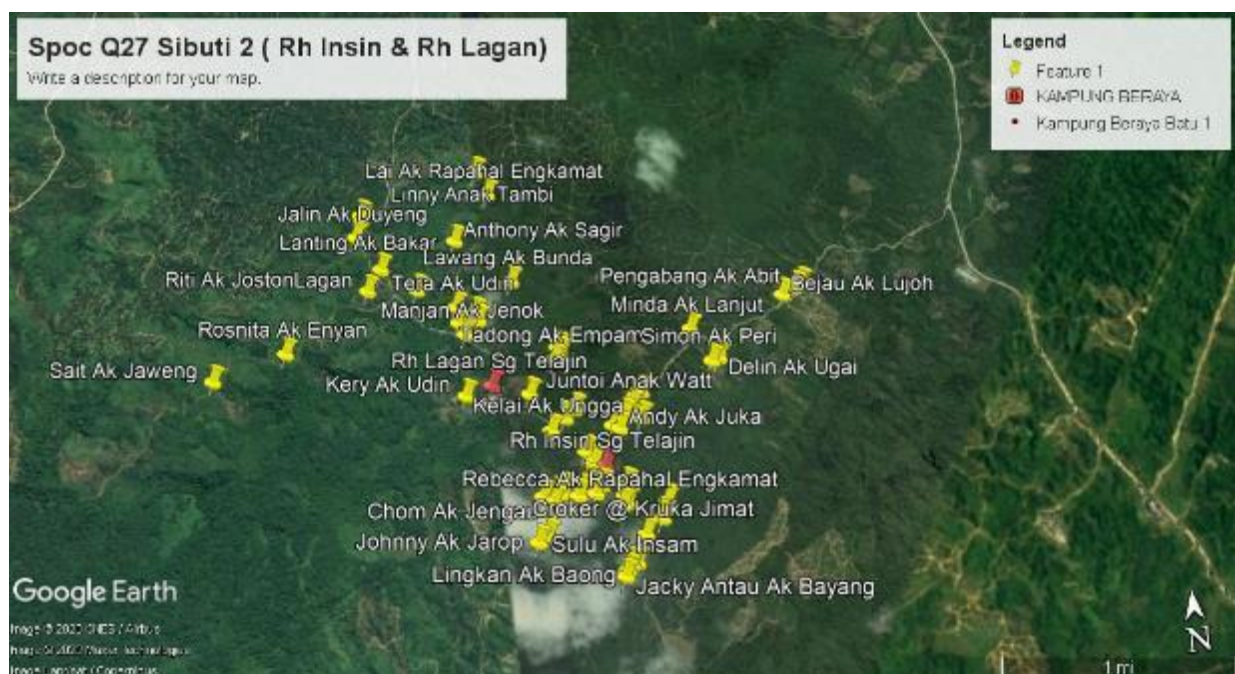 Spoc Q27 Sibuti 2 ( Rh Insin & Rh Lagan)
Write a description for your map.
Legend
Feature 1
KAMPUNG BERAYA
Kampung Beraya Batu 1
Lai Ak Rapahal Engkamat
Linny Anak Tambi
Jalin Ak Duyeng
Anthony Ak Sagir
Lanting Ak Bakar
Lawang Ak Bunda
Pengabang Ak Abit
Riti Ak JostonLagan
Tera Ak Udin
Bejau Ak Lujoh
Minda Ak Lanjut
Manjan Ak Jenok
Rosnita Ak Enyan
Tadong Ak Empam
Simon Ak Peri
Rh Lagan Sg Telajin
Delin Ak Ugai
Sait Ak Jaweng
Kery Ak Udin
Juntoi Anak Watt
Kelai Ak Ungga
Andy Ak Juka
Rh Insin Sg Telajin
Rebecca Ak Rapahal Engkamat
Chom Ak Jengai
Croker @ Kruka Jimat
Johnny Ak Jarop
Sulu Ak Insam
Lingkan Ak Baong
Jacky Antau Ak Bayang
Google Earth
N
1 mi